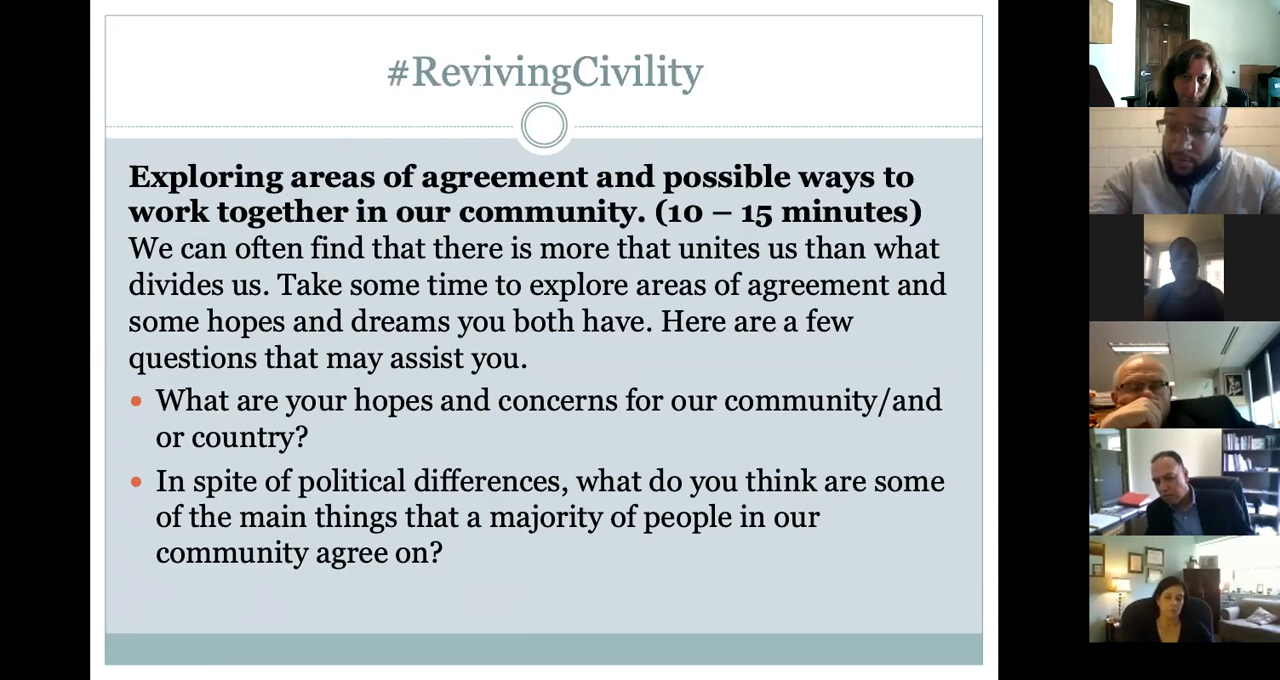 #RevivingCivility
Exploring areas of agreement and possible ways to
work together in our community. (10 – 15 minutes)
We can often find that there is more that unites us than what
divides us. Take some time to explore areas of agreement and
some hopes and dreams you both have. Here are a few
questions that may assist you.
• What are your hopes and concerns for our community/and
or country?
• In spite of political differences, what do you think are some
of the main things that a majority of people in our
community agree on?